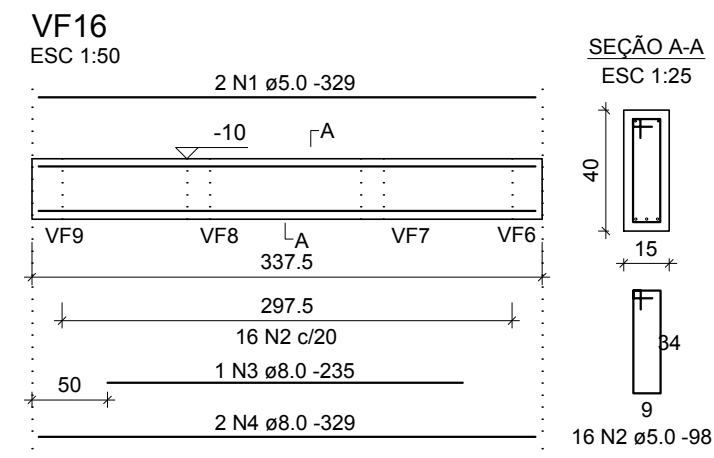 VF16
ESC 1:50
2 N1 ø5.0 -329
-10
A
VF9
VF8
A
VF7
VF6
337.5
297.5
16 N2 c/20
1 N3 ø8.0 -235
50
2 N4 ø8.0 -329
SEÇÃO A-A
ESC 1:25
40
15
34
9
16 N2 ø5.0 -98